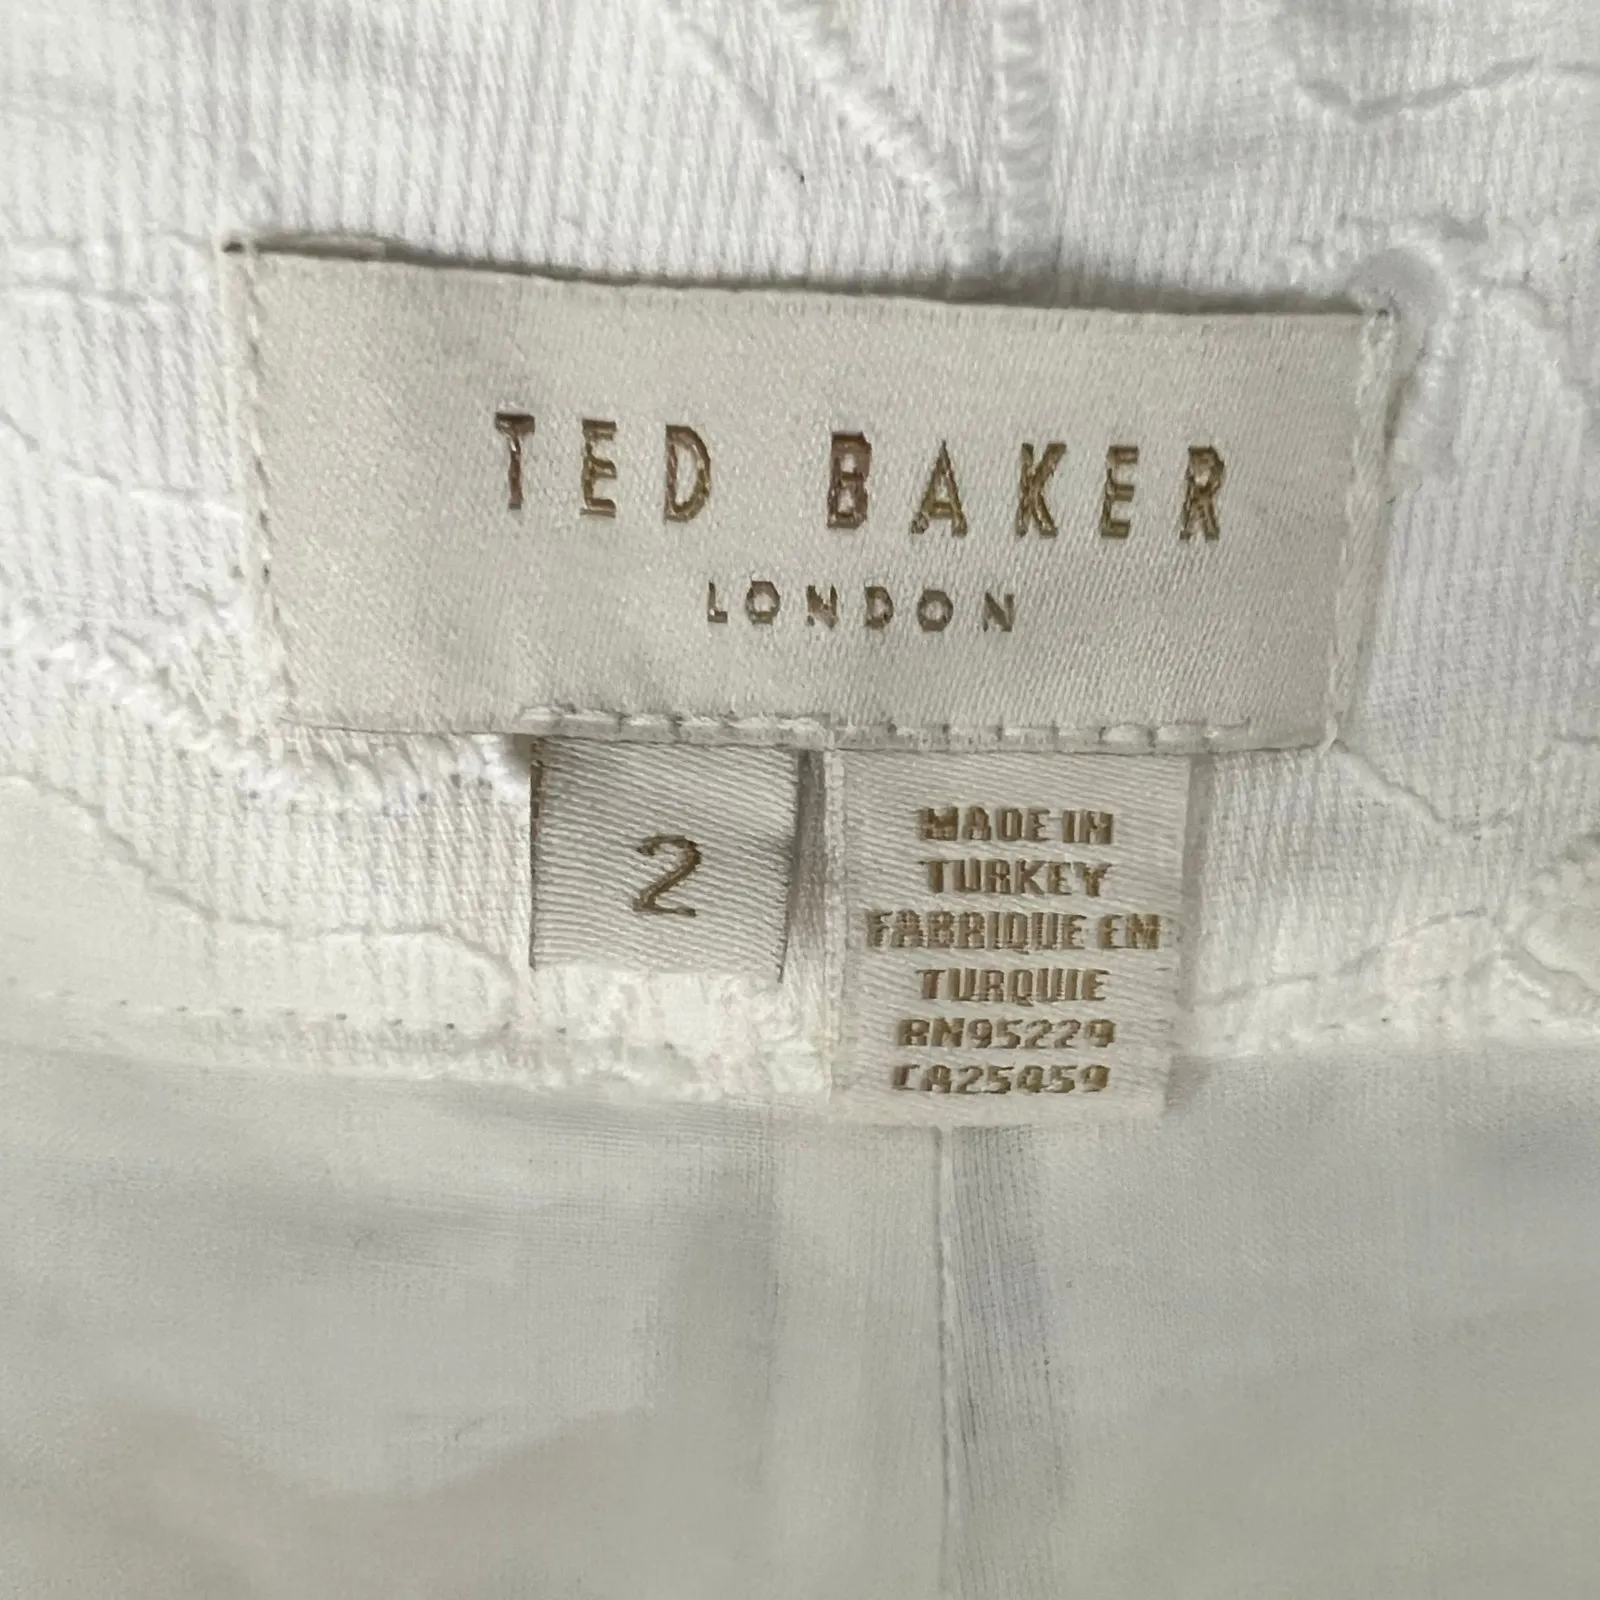 TED BAKER
LONDON
2
MADE IN
TURKEY
FABRIQUE EN
TURQUIE
RN95229
CA25459